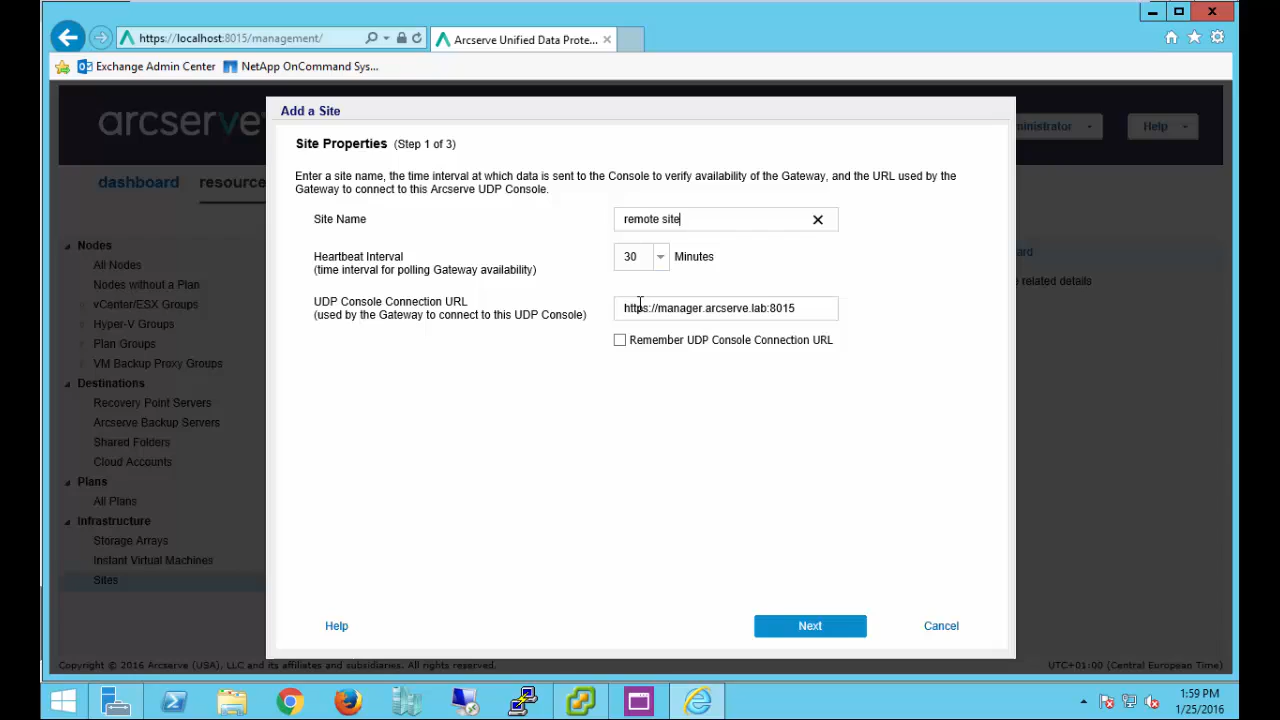 https://localhost:8015/management/
Arcserve Unified Data Prote...
Exchange Admin Center
NetApp OnCommand Sys...
arcserve
ministrator
Help
dashboard
resource
Add a Site
Site Properties (Step 1 of 3)
Enter a site name, the time interval at which data is sent to the Console to verify availability of the Gateway, and the URL used by the
Gateway to connect to this Arcserve UDP Console.
Site Name
remote site
Heartbeat Interval
(time interval for polling Gateway availability)
30
Minutes
UDP Console Connection URL
(used by the Gateway to connect to this UDP Console)
https://manager.arcserve.lab:8015
Remember UDP Console Connection URL
Help
Next
Cancel
Nodes
All Nodes
Nodes without a Plan
vCenter/ESX Groups
Hyper-V Groups
Plan Groups
VM Backup Proxy Groups
Destinations
Recovery Point Servers
Arcserve Backup Servers
Shared Folders
Cloud Accounts
Plans
All Plans
Infrastructure
Storage Arrays
Instant Virtual Machines
Sites
ard
e related details
Copyright © 2016 Arcserve (USA), LLC and its affiliates and subsidiaries. All rights reserved.
UTC+01:00 (Central European Time)
1:59 PM
1/25/2016